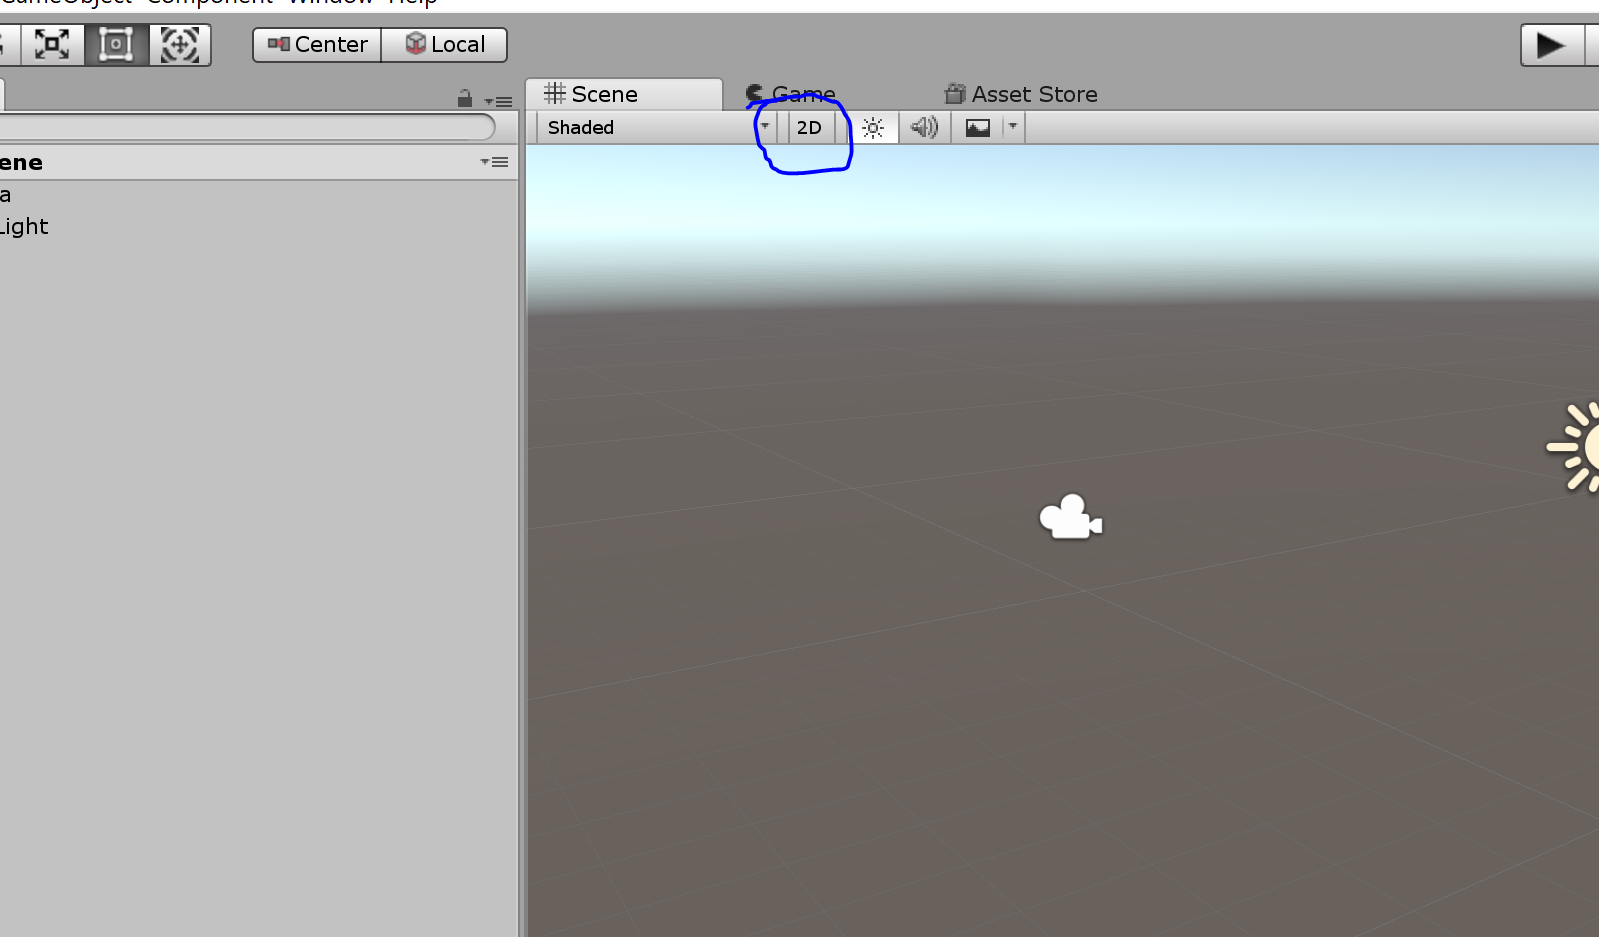 GameObject Component Window Help
Center Local
Scene Game Asset Store
Shaded 2D
ene
a
Light